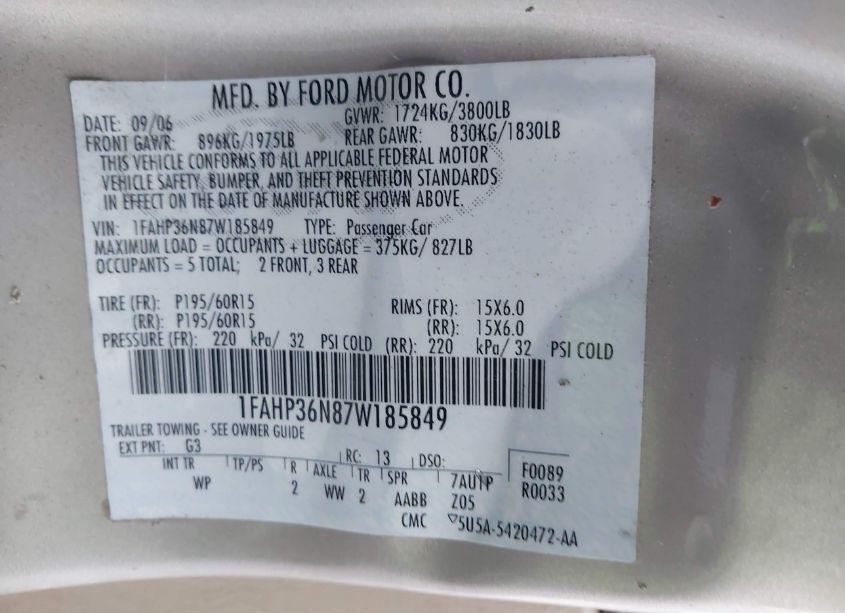 MFD. BY FORD MOTOR CO.
DATE: 09/06 GVWR: 1724KG/3800LB
FRONT GAWR: 896KG/1975LB REAR GAWR: 830KG/1830LB
THIS VEHICLE CONFORMS TO ALL APPLICABLE FEDERAL MOTOR
VEHICLE SAFETY, BUMPER, AND THEFT PREVENTION STANDARDS
IN EFFECT ON THE DATE OF MANUFACTURE SHOWN ABOVE.
VIN: 1FAHP36N87W185849 TYPE: Passenger Car
MAXIMUM LOAD = OCCUPANTS + LUGGAGE = 375KG/ 827LB
OCCUPANTS = 5 TOTAL; 2 FRONT, 3 REAR
TIRE (FR): P195/60R15 RIMS (FR): 15X6.0
(RR): P195/60R15 (RR): 15X6.0
PRESSURE (FR): 220 kPa/ 32 PSI COLD (RR): 220 kPa/ 32 PSI COLD
1FAHP36N87W185849
TRAILER TOWING - SEE OWNER GUIDE
EXT PNT: G3 RC: 13 DSO: F0089
INT TR TP/PS R AXLE TR SPR 7AU1P R0033
WP 2 WW 2 AABB Z05
CMC 5U5A-5420472-AA